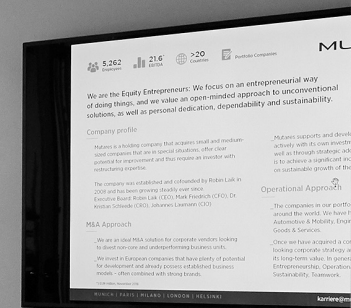 5,262
Employees
21.6*
EBITDA
>20
Countries
Portfolio Companies
MU
We are the Equity Entrepreneurs: We focus on an entrepreneurial way
of doing things, and we value an open-minded approach to unconventional
solutions, as well as personal dedication, dependability and sustainability.
Company profile
Mutares is a holding company that acquires small and medium-
sized companies that are in special situations, offer clear
potential for improvement and thus require an investor with
restructuring expertise.
The company was established and cofounded by Robin Laik in
2008 and has been growing steadily ever since.
Executive Board: Robin Laik (CEO), Mark Friedrich (CFO), Dr.
Kristian Schleede (CRO), Johannes Laumann (CIO)
M&A Approach
We are an ideal M&A solution for corporate vendors looking
to divest non-core and underperforming business units.
We invest in European companies that have plenty of potential
for development and already possess established business
models – often combined with strong brands.
Mutares supports and develo
actively with its own invest
well as through strategic ad
is to achieve a significant inc
on sustainable growth of the
Operational Approach
The companies in our portfo
around the world. We have t
Automotive & Mobility, Engi
Goods & Services.
Once we have acquired a com
looking corporate strategy a
its long-term value. In gener
Entrepreneurship, Operation
Sustainability, Teamwork.
MUNICH | PARIS | MILANO | LONDON | HELSINKI
karriere@m